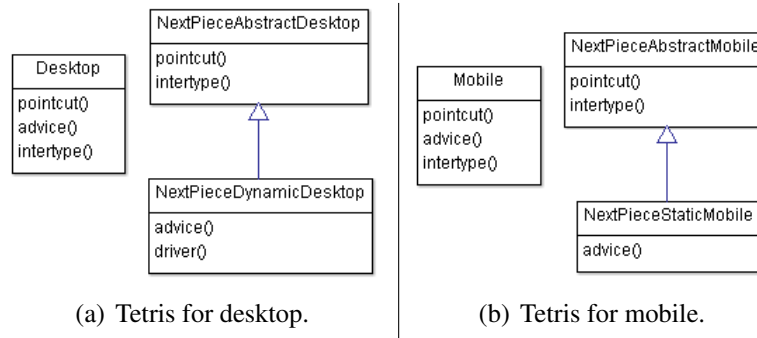 NextPieceAbstractDesktop
pointcut()
intertype()
Desktop
pointcut()
advice()
intertype()
NextPieceDynamicDesktop
advice()
driver()
(a) Tetris for desktop.
NextPieceAbstractMobile
pointcut()
intertype()
Mobile
pointcut()
advice()
intertype()
NextPieceStaticMobile
advice()
(b) Tetris for mobile.